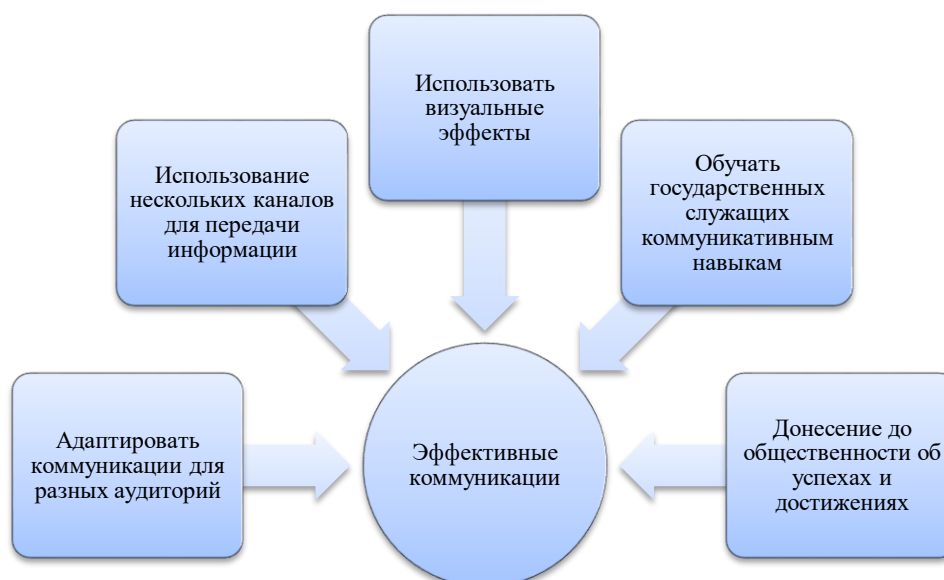 Использовать
визуальные
эффекты
Использование
нескольких каналов
для передачи
информации
Обучать
государственных
служащих
коммуникативным
навыкам
Адаптировать
коммуникации для
разных аудиторий
Эффективные
коммуникации
Донесение до
общественности об
успехах и
достижениях